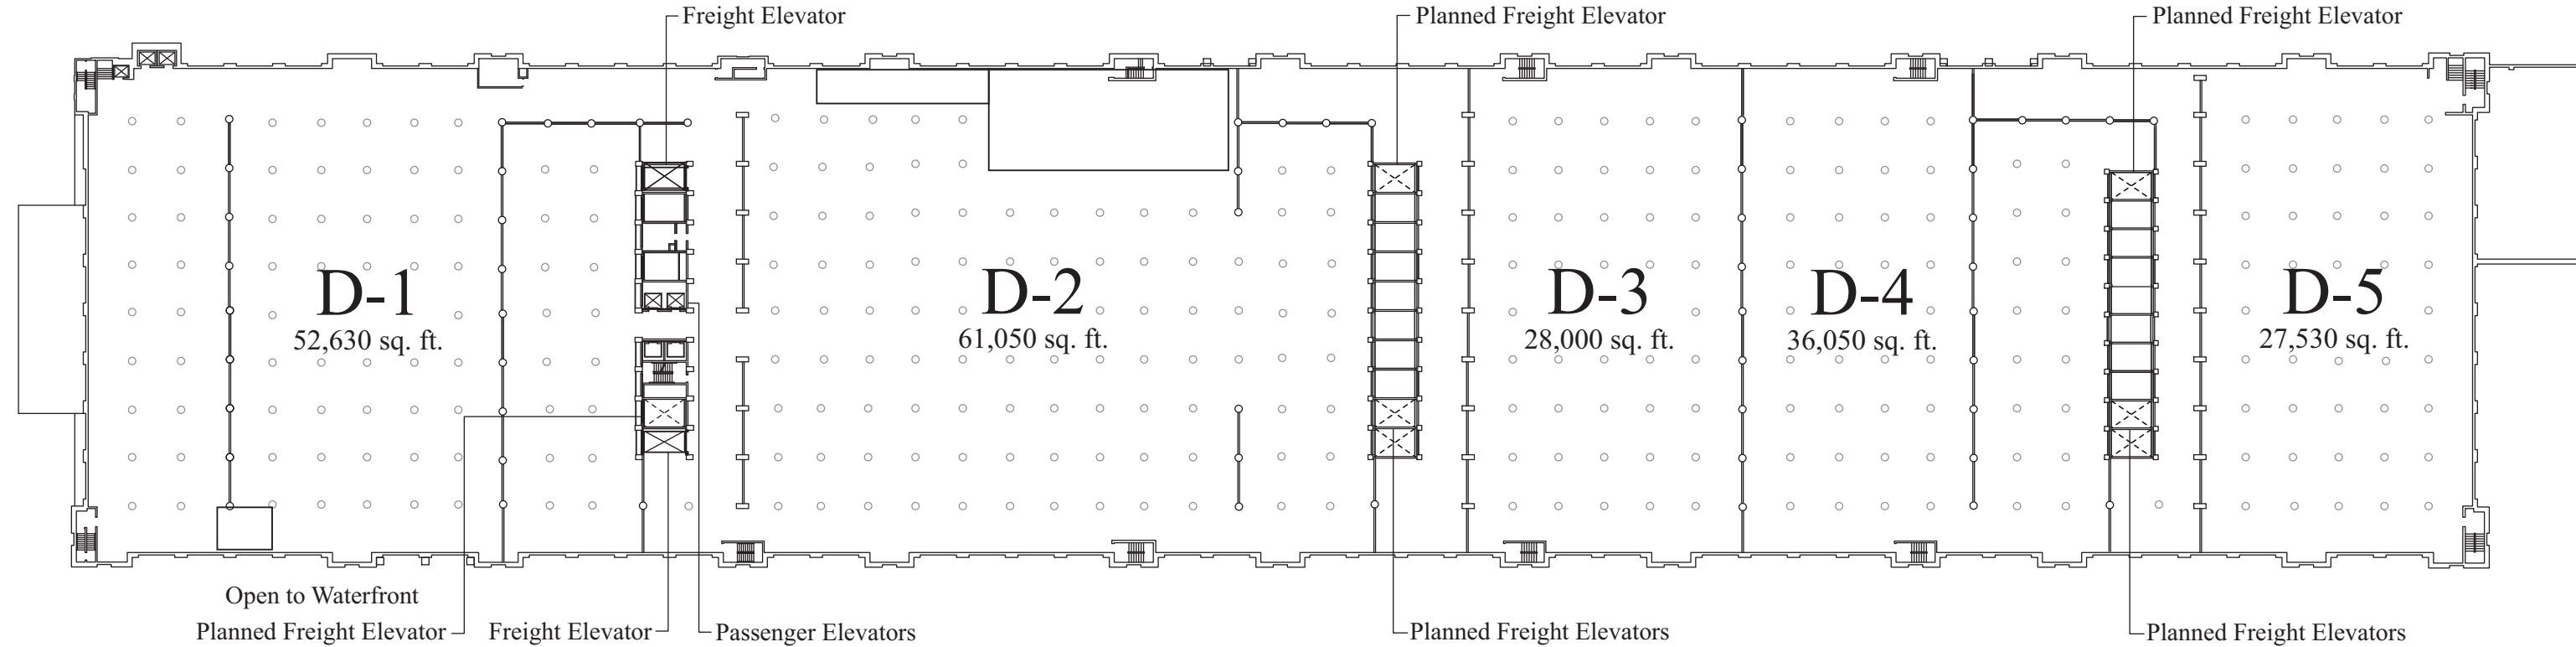 Freight Elevator
Planned Freight Elevator
Planned Freight Elevator
D-1
52,630 sq. ft.
D-2
61,050 sq. ft.
D-3
28,000 sq. ft.
D-4
36,050 sq. ft.
D-5
27,530 sq. ft.
Open to Waterfront
Planned Freight Elevator
Freight Elevator
Passenger Elevators
Planned Freight Elevators
Planned Freight Elevators